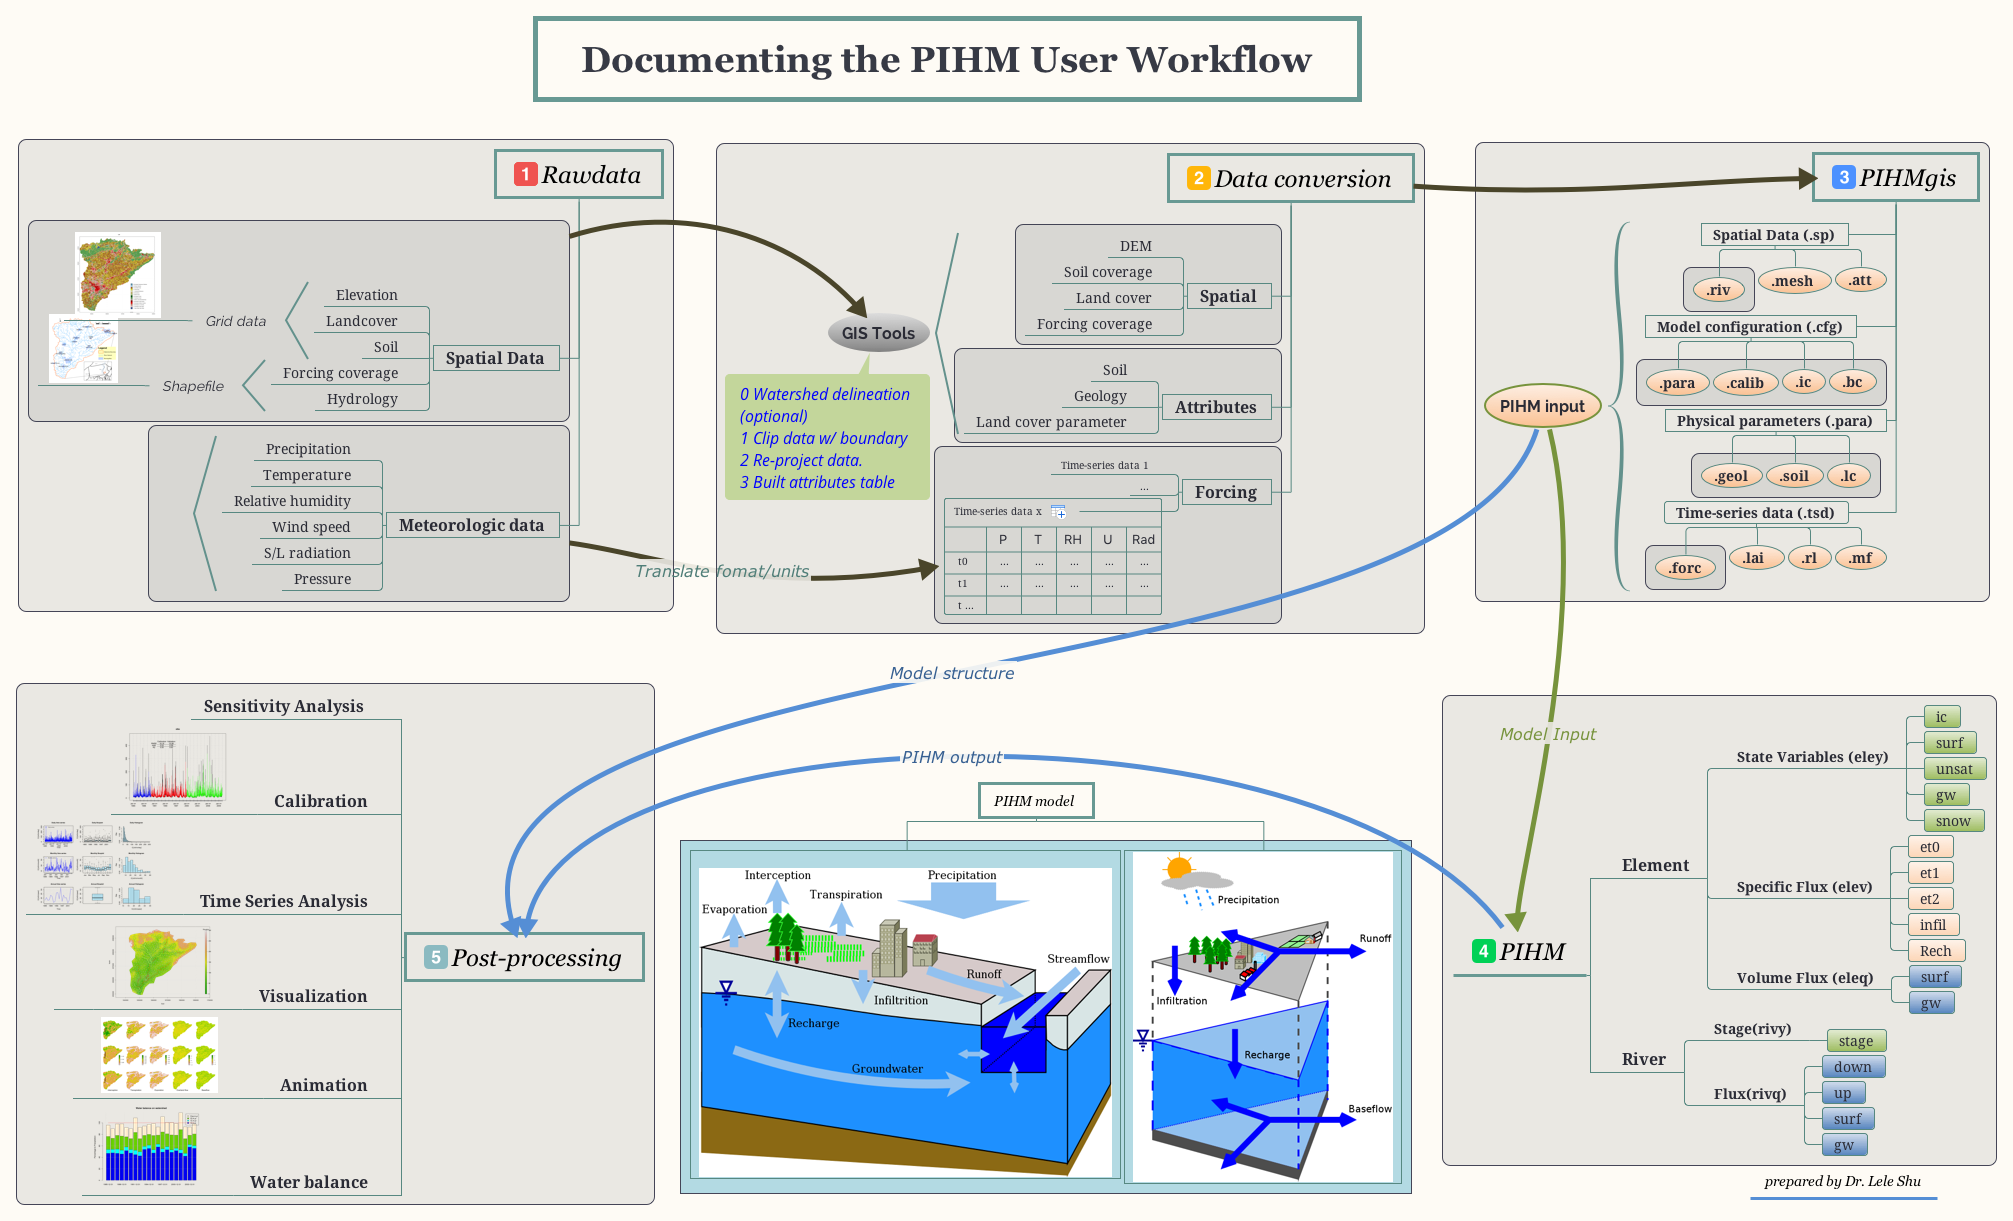 Documenting the PIHM User Workflow
1 Rawdata
Elevation
Grid data
Landcover
Soil
Spatial Data
Forcing coverage
Shapefile
Hydrology
Precipitation
Temperature
Relative humidity
Wind speed
Meteorologic data
S/L radiation
Pressure
Translate fomat/units
2 Data conversion
DEM
Soil coverage
Land cover
Spatial
Forcing coverage
GIS Tools
0 Watershed delineation
(optional)
1 Clip data w/ boundary
2 Re-project data.
3 Built attributes table
Soil
Geology
Attributes
Land cover parameter
Time-series data 1
...
Forcing
Time-series data x
P T RH U Rad
t0 ... ... ... ... ...
t1 ... ... ... ... ...
t ...
3 PIHMgis
Spatial Data (.sp)
.riv .mesh .att
Model configuration (.cfg)
.para .calib .ic .bc
PIHM input
Physical parameters (.para)
.geol .soil .lc
Time-series data (.tsd)
.forc .lai .rl .mf
Model structure
PIHM output
Model Input
Sensitivity Analysis
Calibration
Time Series Analysis
5 Post-processing
Visualization
Animation
Water balance
PIHM model
Interception
Precipitation
Transpiration
Evaporation
Streamflow
Runoff
Infiltrition
Recharge
Groundwater
Precipitation
Runoff
Infiltration
Recharge
Baseflow
4 PIHM
Element
State Variables (eley)
ic
surf
unsat
gw
snow
Specific Flux (elev)
et0
et1
et2
infil
Rech
Volume Flux (eleq)
surf
gw
River
Stage(rivy)
stage
Flux(rivq)
down
up
surf
gw
prepared by Dr. Lele Shu